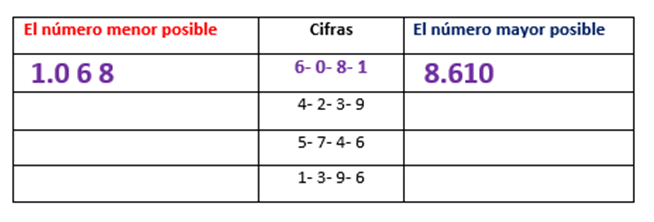 El número menor posible Cifras El número mayor posible
1.0 6 8 6- 0- 8- 1 8.610
4- 2- 3- 9
5- 7- 4- 6
1- 3- 9- 6